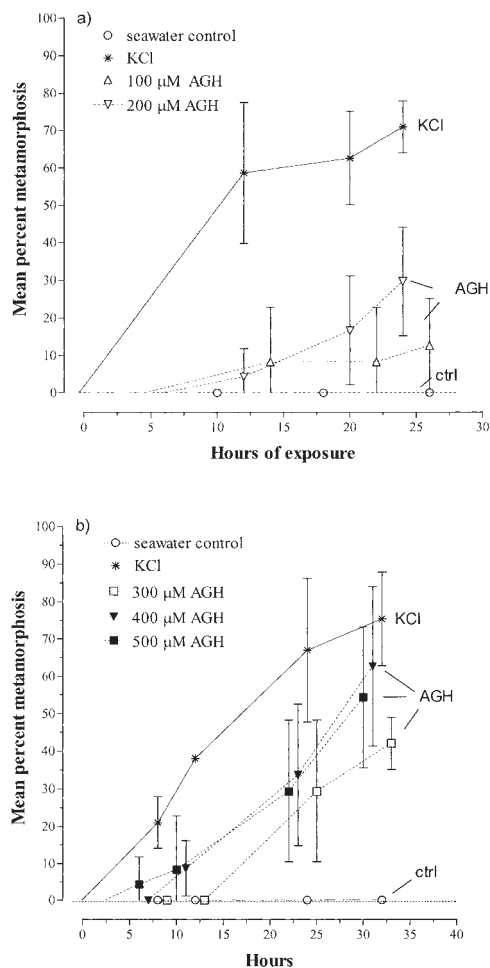 a)
seawater control
KCl
100 µM AGH
200 µM AGH
Mean percent metamorphosis
100
90
80
70
60
50
40
30
20
10
0
KCl
AGH
ctrl
0 5 10 15 20 25 30
Hours of exposure
b)
seawater control
KCl
300 µM AGH
400 µM AGH
500 µM AGH
Mean percent metamorphosis
100
90
80
70
60
50
40
30
20
10
0
KCl
AGH
ctrl
0 5 10 15 20 25 30 35 40
Hours